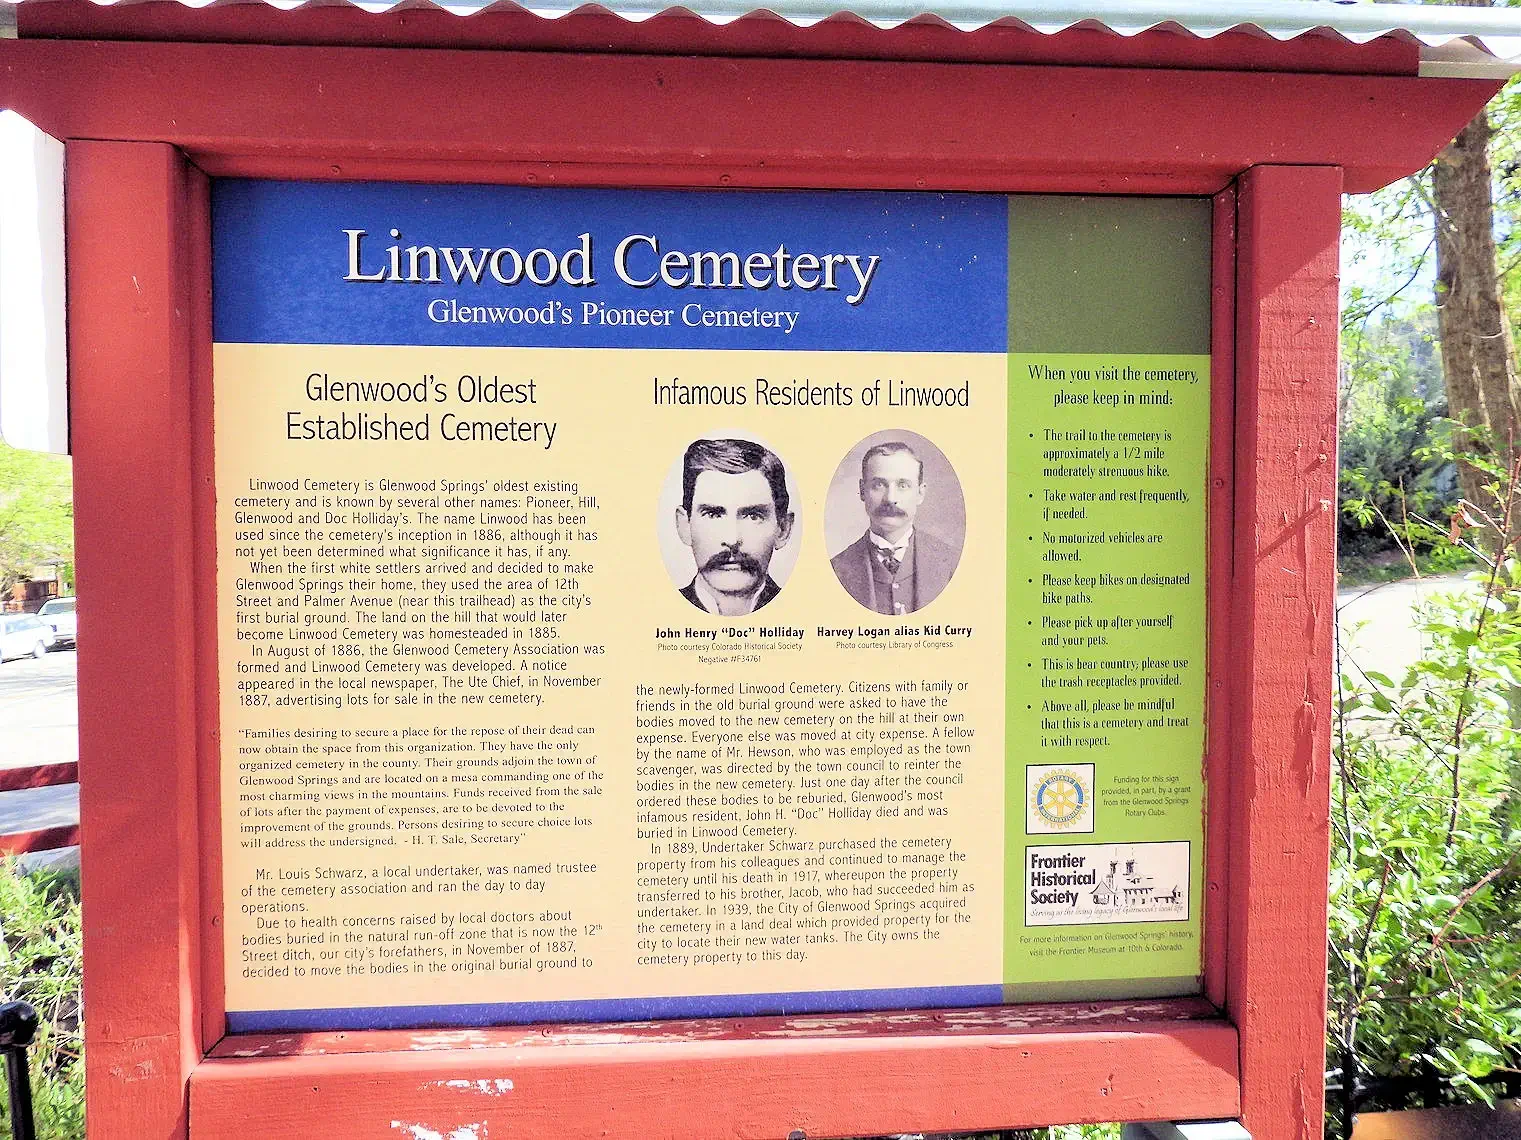 Linwood Cemetery
Glenwood's Pioneer Cemetery
Glenwood's Oldest
Established Cemetery
Linwood Cemetery is Glenwood Springs' oldest existing
cemetery and is known by several other names: Pioneer, Hill,
Glenwood and Doc Holliday's. The name Linwood has been
used since the cemetery's inception in 1886, although it has
not yet been determined what significance it has, if any.
When the first white settlers arrived and decided to make
Glenwood Springs their home, they used the area of 12th
Street and Palmer Avenue (near this trailhead) as the city's
first burial ground. The land on the hill that would later
become Linwood Cemetery was homesteaded in 1885.
In August of 1886, the Glenwood Cemetery Association was
formed and Linwood Cemetery was developed. A notice
appeared in the local newspaper, The Ute Chief, in November
1887, advertising lots for sale in the new cemetery.
"Families desiring to secure a place for the repose of their dead can
now obtain the space from this organization. They have the only
organized cemetery in the county. Their grounds adjoin the town of
Glenwood Springs and are located on a mesa commanding one of the
most charming views in the mountains. Funds received from the sale
of lots after the payment of expenses, are to be devoted to the
improvement of the grounds. Persons desiring to secure choice lots
will address the undersigned. - H. T. Sale, Secretary"
Mr. Louis Schwarz, a local undertaker, was named trustee
of the cemetery association and ran the day to day
operations.
Due to health concerns raised by local doctors about
bodies buried in the natural run-off zone that is now the 12th
Street ditch, our city's forefathers, in November of 1887,
decided to move the bodies in the original burial ground to
Infamous Residents of Linwood
John Henry "Doc" Holliday
Photo courtesy Colorado Historical Society
Negative #F34761
Harvey Logan alias Kid Curry
Photo courtesy Library of Congress
the newly-formed Linwood Cemetery. Citizens with family or
friends in the old burial ground were asked to have the
bodies moved to the new cemetery on the hill at their own
expense. Everyone else was moved at city expense. A fellow
by the name of Mr. Hewson, who was employed as the town
scavenger, was directed by the town council to reinter the
bodies in the new cemetery. Just one day after the council
ordered these bodies to be reburied, Glenwood's most
infamous resident, John H. "Doc" Holliday died and was
buried in Linwood Cemetery.
In 1889, Undertaker Schwarz purchased the cemetery
property from his colleagues and continued to manage the
cemetery until his death in 1917, whereupon the property
transferred to his brother, Jacob, who had succeeded him as
undertaker. In 1939, the City of Glenwood Springs acquired
the cemetery in a land deal which provided property for the
city to locate their new water tanks. The City owns the
cemetery property to this day.
When you visit the cemetery,
please keep in mind:
• The trail to the cemetery is
approximately a 1/2 mile
moderately strenuous hike.
• Take water and rest frequently,
if needed.
• No motorized vehicles are
allowed.
• Please keep bikes on designated
bike paths.
• Please pick up after yourself
and your pets.
• This is bear country; please use
the trash receptacles provided.
• Above all, please be mindful
that this is a cemetery and treat
it with respect.
ROTARY
INTERNATIONAL
Funding for this sign
provided, in part, by a grant
from the Glenwood Springs
Rotary Clubs.
Frontier
Historical
Society
Serving as the living legacy of Glenwood's local life
For more information on Glenwood Springs' history,
visit the Frontier Museum at 10th & Colorado.